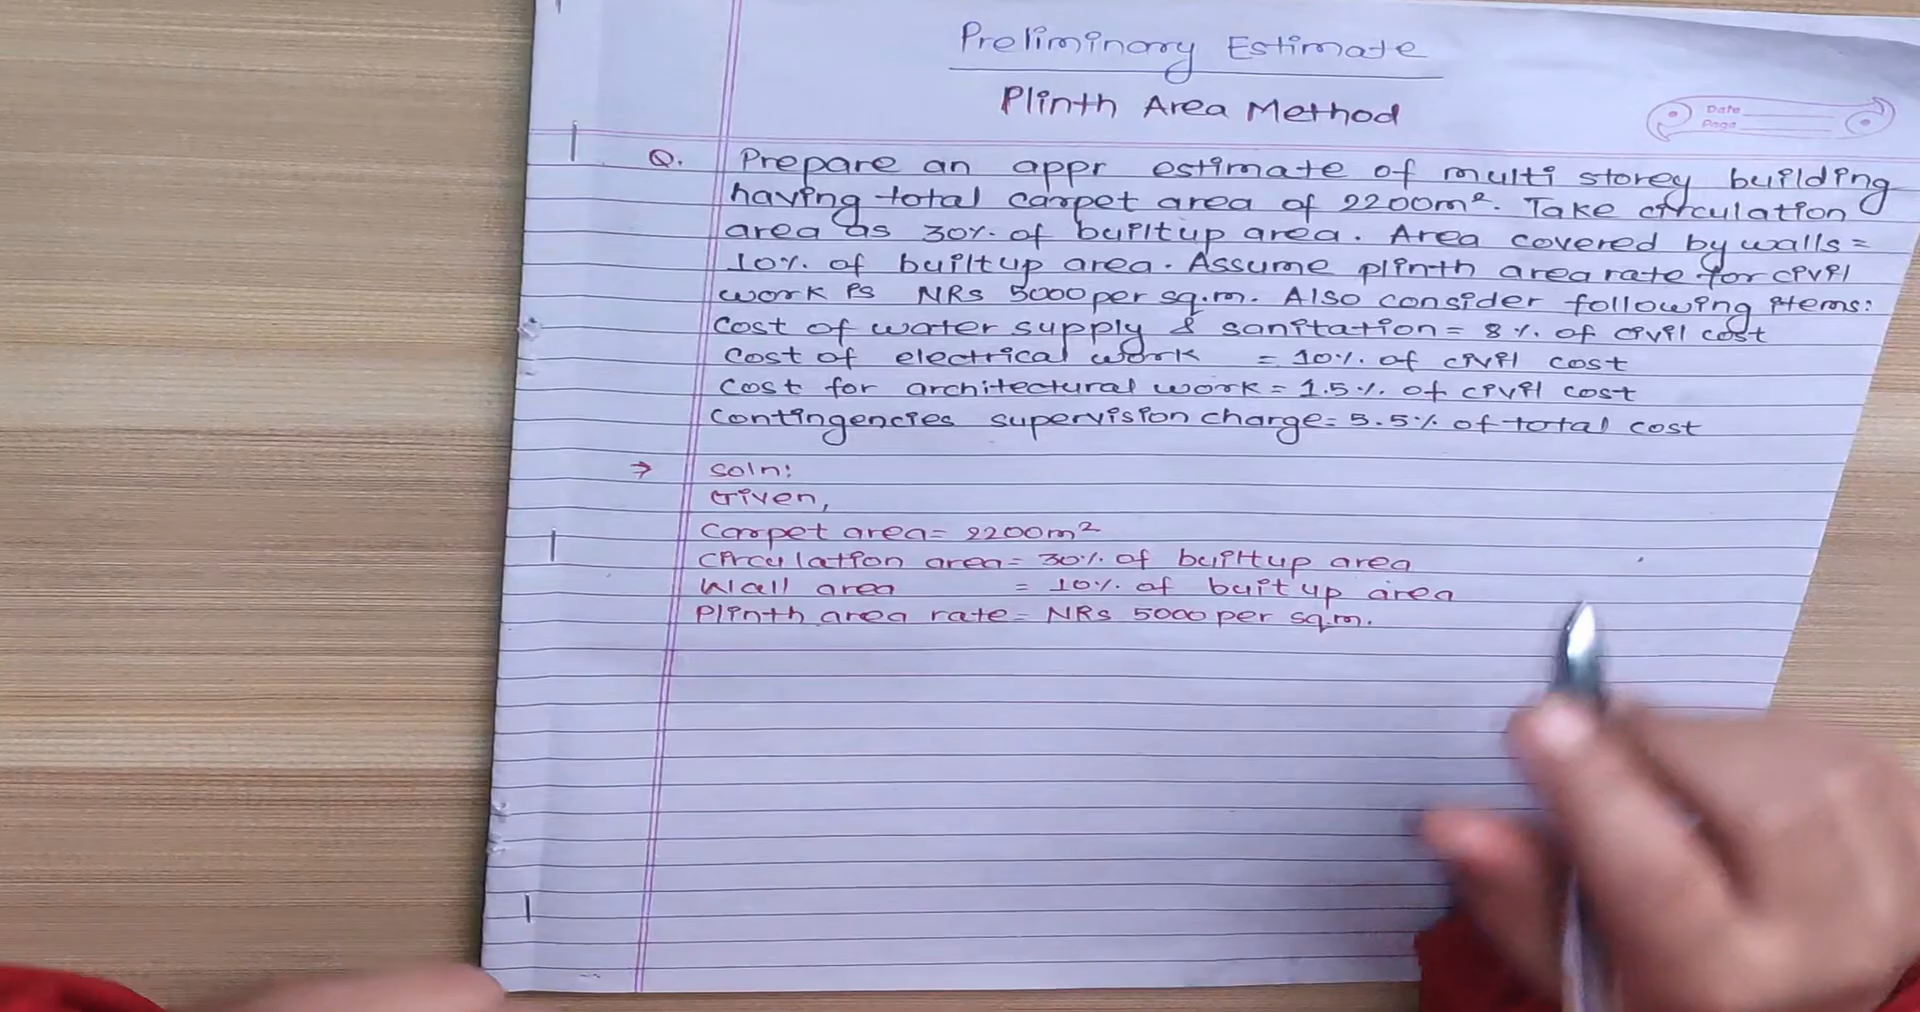 Preliminary Estimate
Plinth Area Method
Date
Page
Q. Prepare an appr estimate of multi storey building
having total carpet area of 2200m². Take circulation
area as 30% of builtup area. Area covered by walls =
10% of builtup area. Assume plinth area rate for civil
work is NRs 5000 per sq.m. Also consider following items:
Cost of water supply & sanitation = 8% of civil cost
Cost of electrical work = 10% of civil cost
Cost for architectural work = 1.5% of civil cost
Contingencies supervision charge = 5.5% of total cost
→ Soln:
Given,
Carpet area = 2200m²
Circulation area = 30% of builtup area
Wall area = 10% of buitup area
Plinth area rate = NRs 5000 per sq.m.